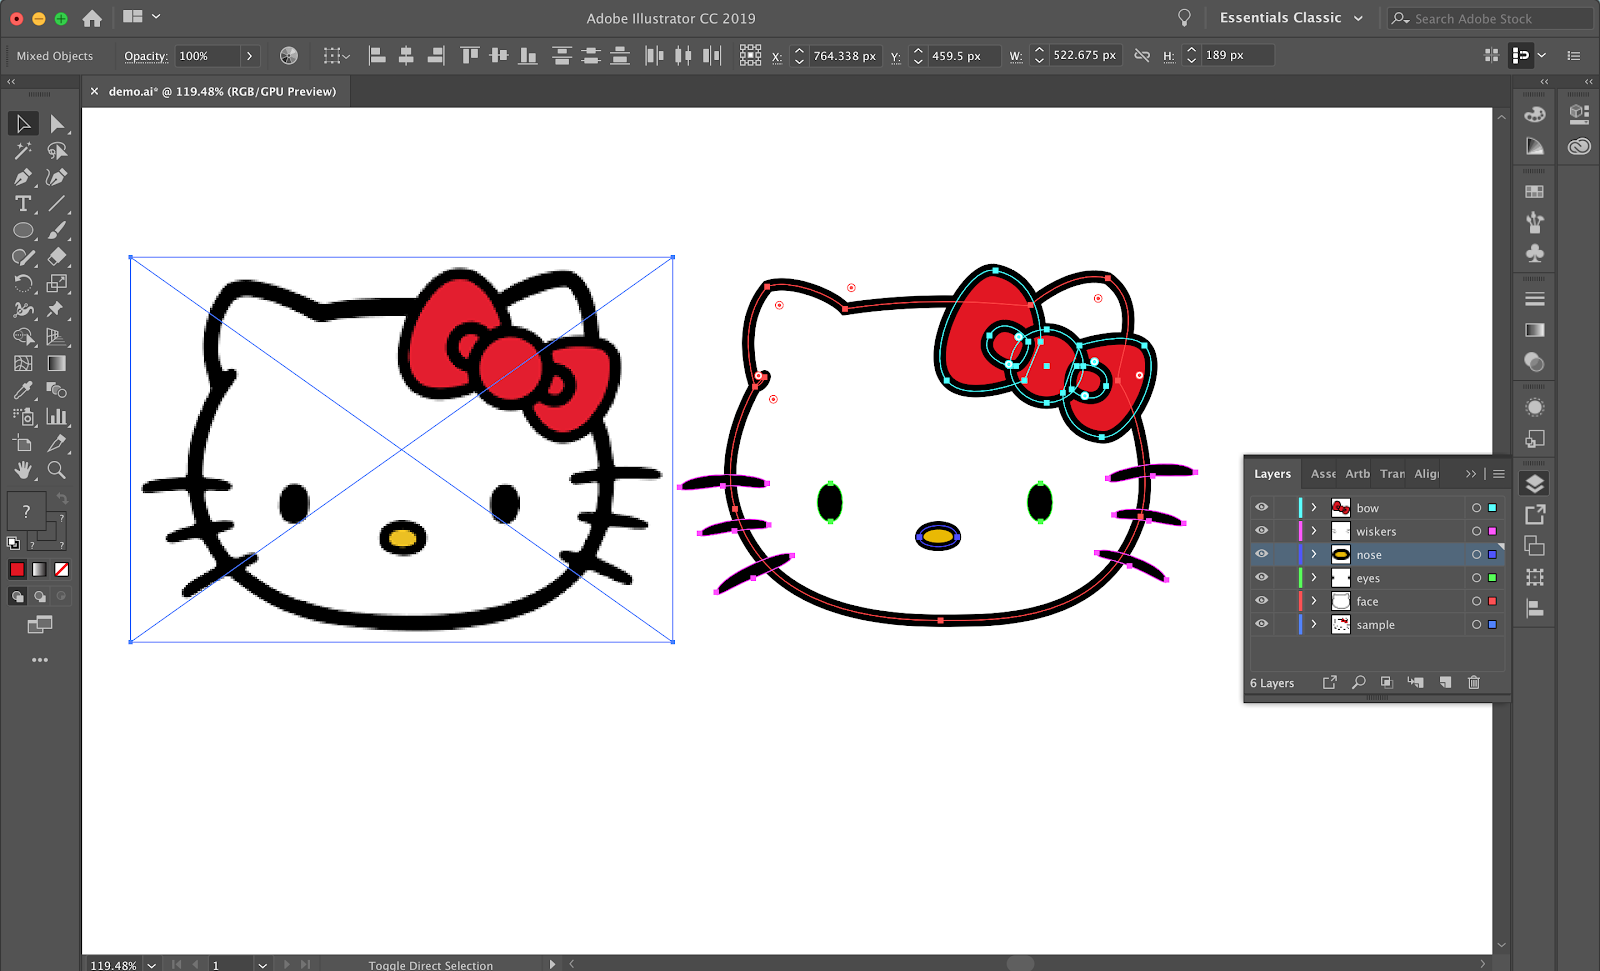 Adobe Illustrator CC 2019
Essentials Classic
Search Adobe Stock
Mixed Objects
Opacity: 100%
X: 764.338 px
Y: 459.5 px
W: 522.675 px
H: 189 px
demo.ai* @ 119.48% (RGB/GPU Preview)
T
?
?
?
?
Layers
Asse
Artb
Tran
Align
bow
wiskers
nose
eyes
face
sample
6 Layers
119.48%
1
Toggle Direct Selection